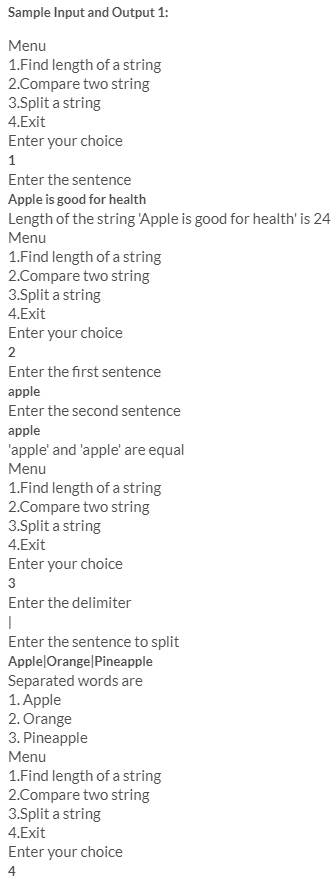 Sample Input and Output 1:
Menu
1.Find length of a string
2.Compare two string
3.Split a string
4.Exit
Enter your choice
1
Enter the sentence
Apple is good for health
Length of the string 'Apple is good for health' is 24
Menu
1.Find length of a string
2.Compare two string
3.Split a string
4.Exit
Enter your choice
2
Enter the first sentence
apple
Enter the second sentence
apple
'apple' and 'apple' are equal
Menu
1.Find length of a string
2.Compare two string
3.Split a string
4.Exit
Enter your choice
3
Enter the delimiter
|
Enter the sentence to split
Apple|Orange|Pineapple
Separated words are
1. Apple
2. Orange
3. Pineapple
Menu
1.Find length of a string
2.Compare two string
3.Split a string
4.Exit
Enter your choice
4